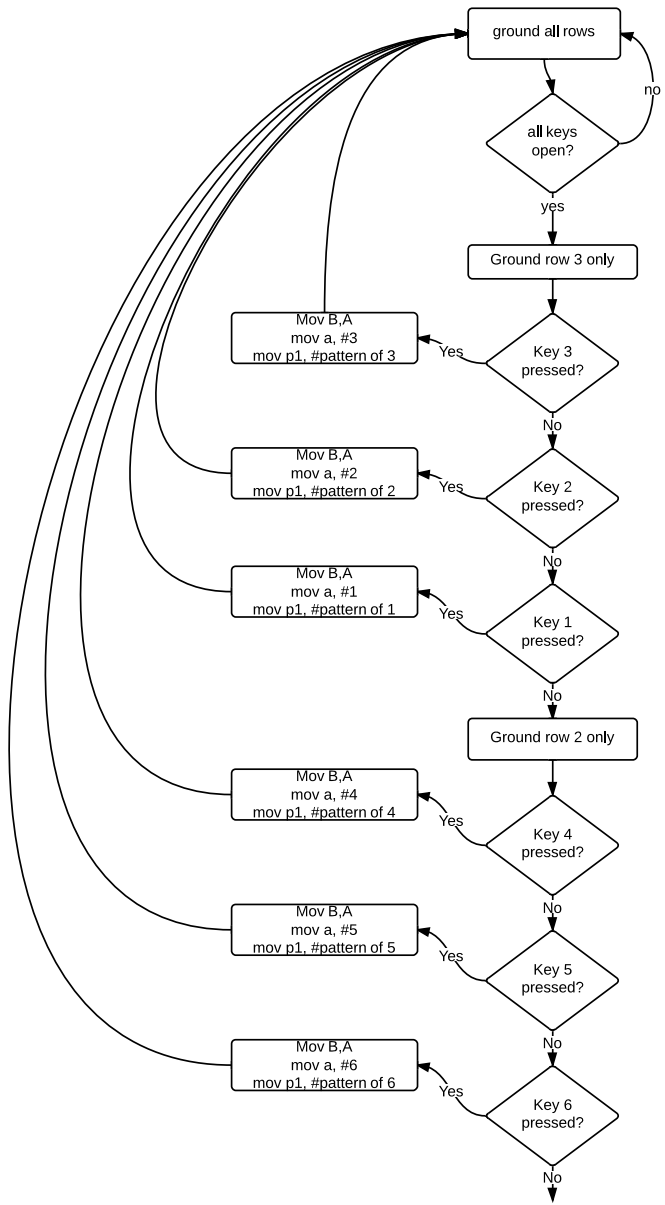 ground all rows
no
all keys
open?
yes
Ground row 3 only
Mov B,A
mov a, #3
mov p1, #pattern of 3
Yes
Key 3
pressed?
No
Mov B,A
mov a, #2
mov p1, #pattern of 2
Yes
Key 2
pressed?
No
Mov B,A
mov a, #1
mov p1, #pattern of 1
Yes
Key 1
pressed?
No
Ground row 2 only
Mov B,A
mov a, #4
mov p1, #pattern of 4
Yes
Key 4
pressed?
No
Mov B,A
mov a, #5
mov p1, #pattern of 5
Yes
Key 5
pressed?
No
Mov B,A
mov a, #6
mov p1, #pattern of 6
Yes
Key 6
pressed?
No